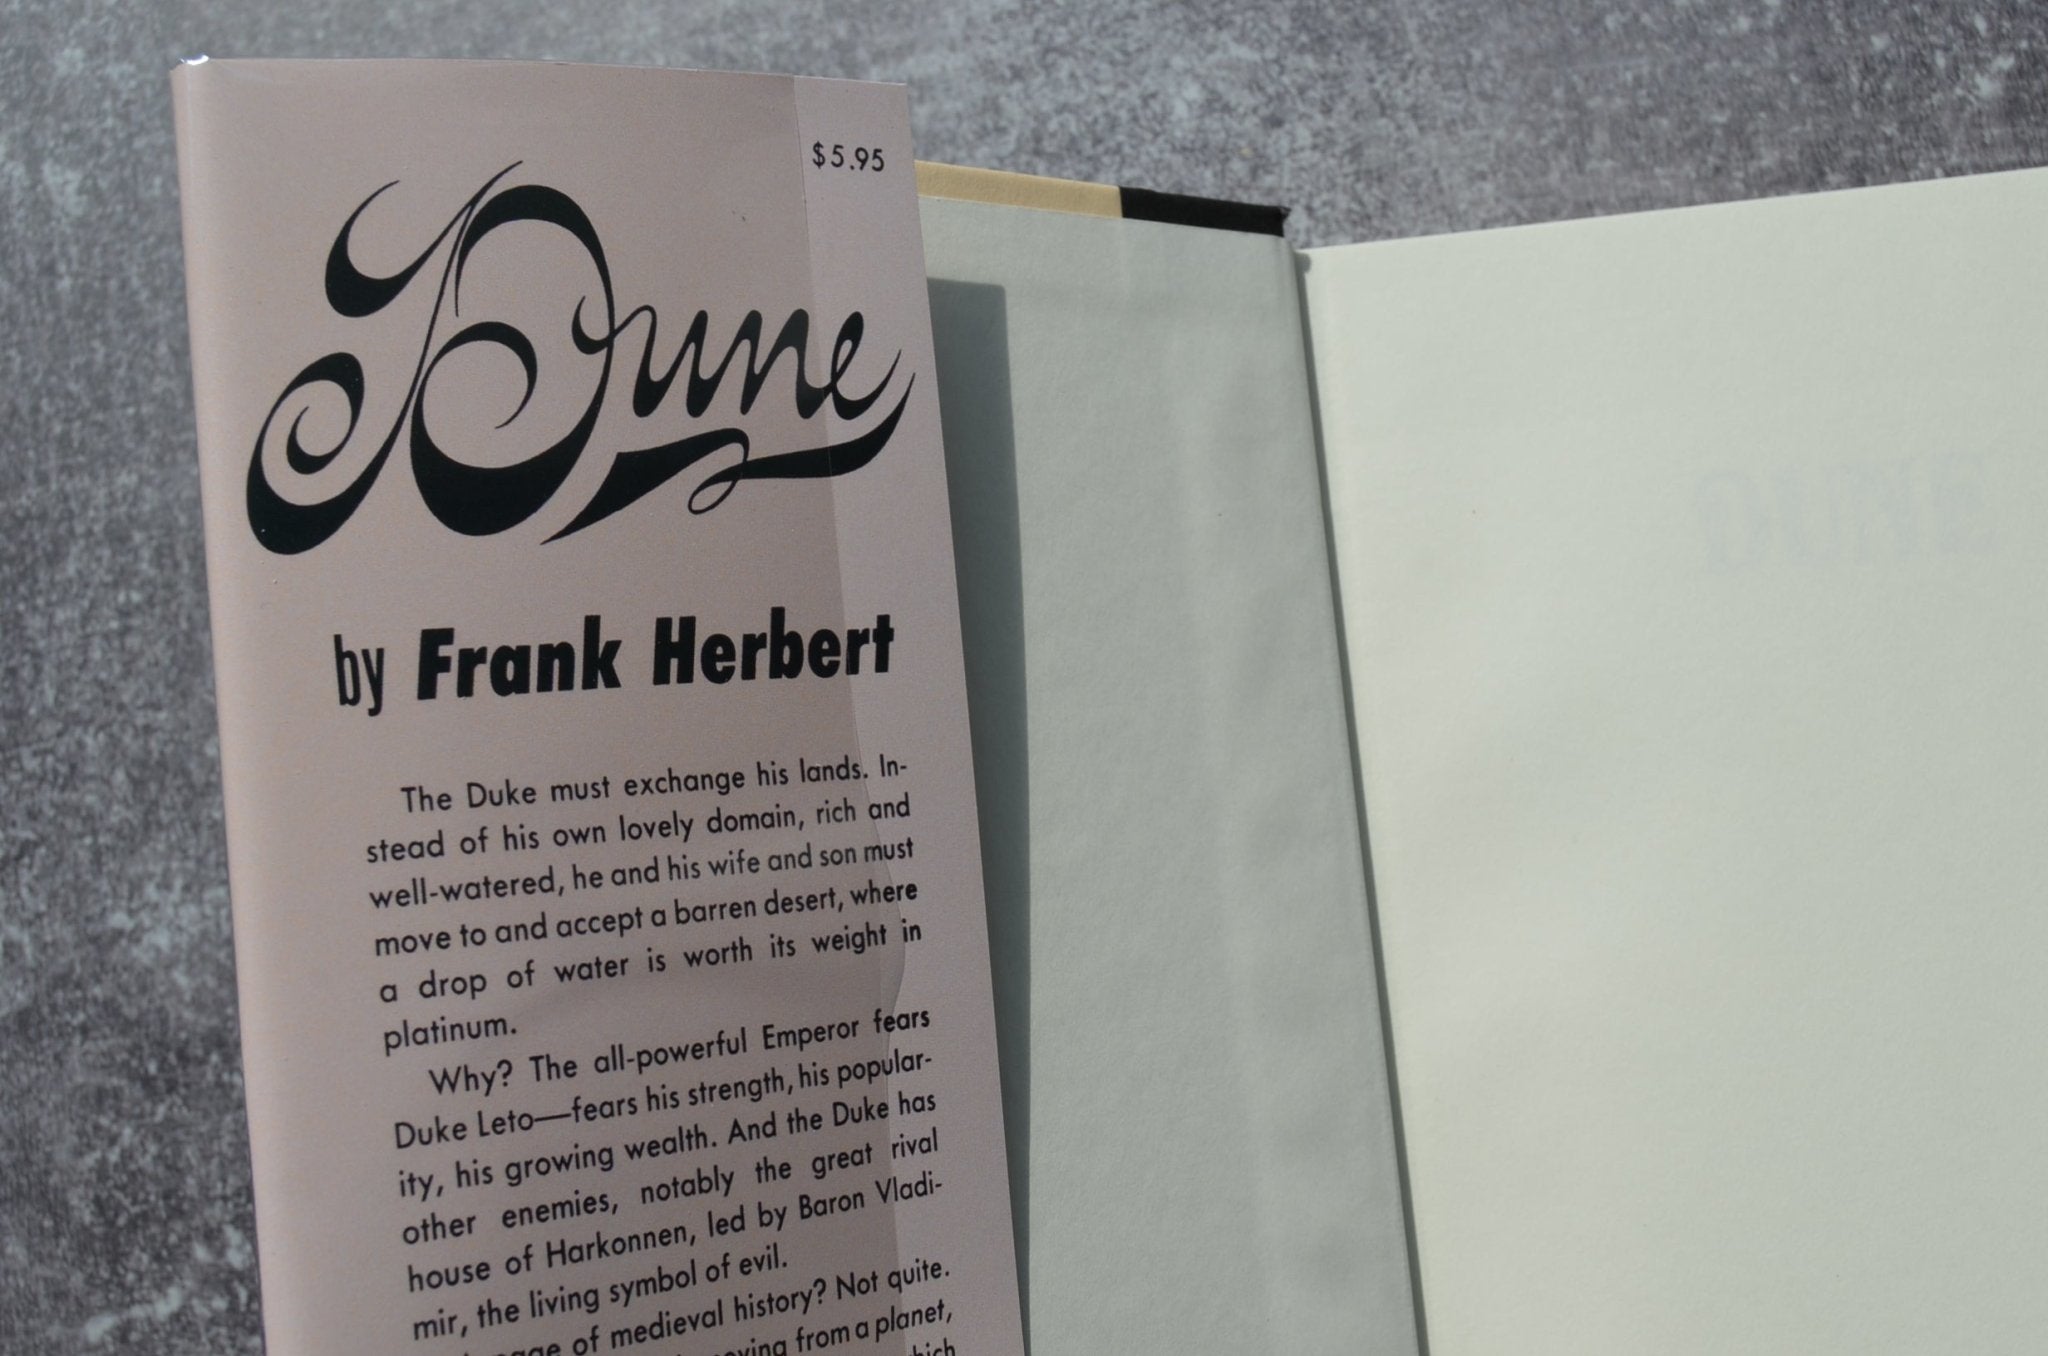 $5.95
Dune
by Frank Herbert
The Duke must exchange his lands. In-
stead of his own lovely domain, rich and
well-watered, he and his wife and son must
move to and accept a barren desert, where
a drop of water is worth its weight in
platinum.
Why? The all-powerful Emperor fears
Duke Leto—fears his strength, his popular-
ity, his growing wealth. And the Duke has
other enemies, notably the great rival
house of Harkonnen, led by Baron Vladi-
mir, the living symbol of evil.
of medieval history? Not quite.
from a planet,